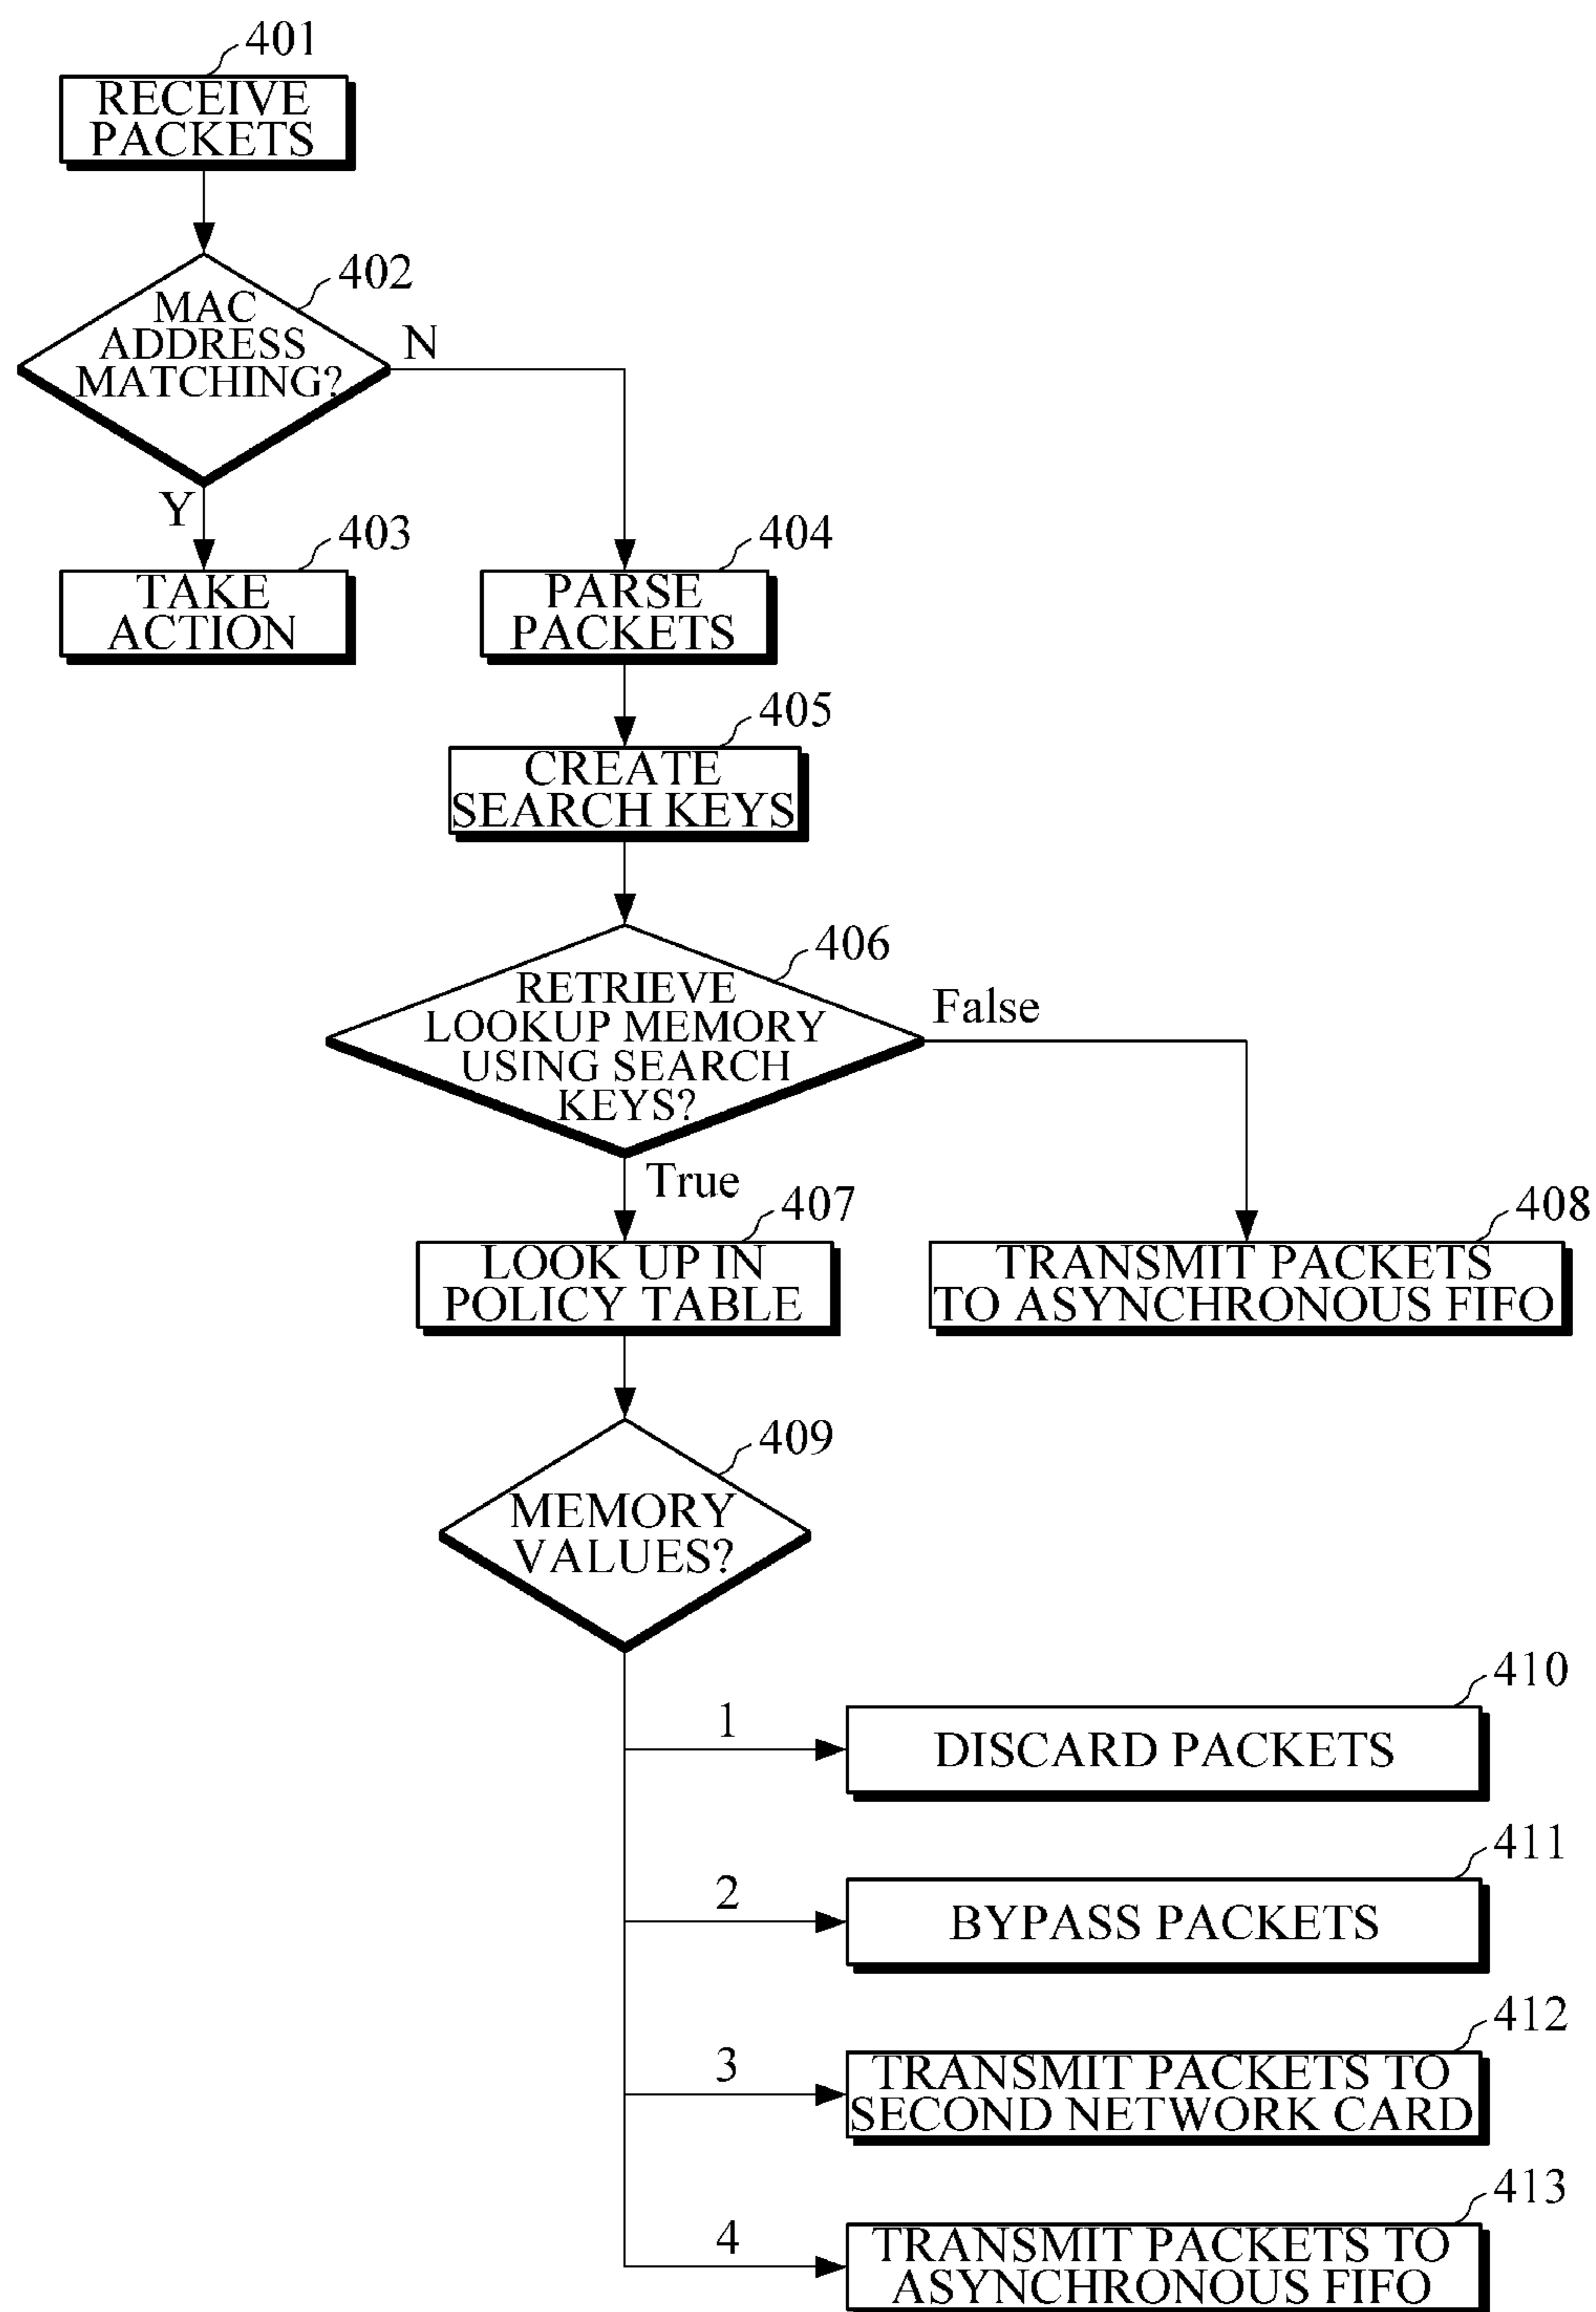 401
RECEIVE
PACKETS
402
MAC
ADDRESS
MATCHING?
N
Y
403
TAKE
ACTION
404
PARSE
PACKETS
405
CREATE
SEARCH KEYS
406
RETRIEVE
LOOKUP MEMORY
USING SEARCH
KEYS?
False
True
407
LOOK UP IN
POLICY TABLE
408
TRANSMIT PACKETS
TO ASYNCHRONOUS FIFO
409
MEMORY
VALUES?
410
1
DISCARD PACKETS
411
2
BYPASS PACKETS
412
3
TRANSMIT PACKETS TO
SECOND NETWORK CARD
413
4
TRANSMIT PACKETS TO
ASYNCHRONOUS FIFO